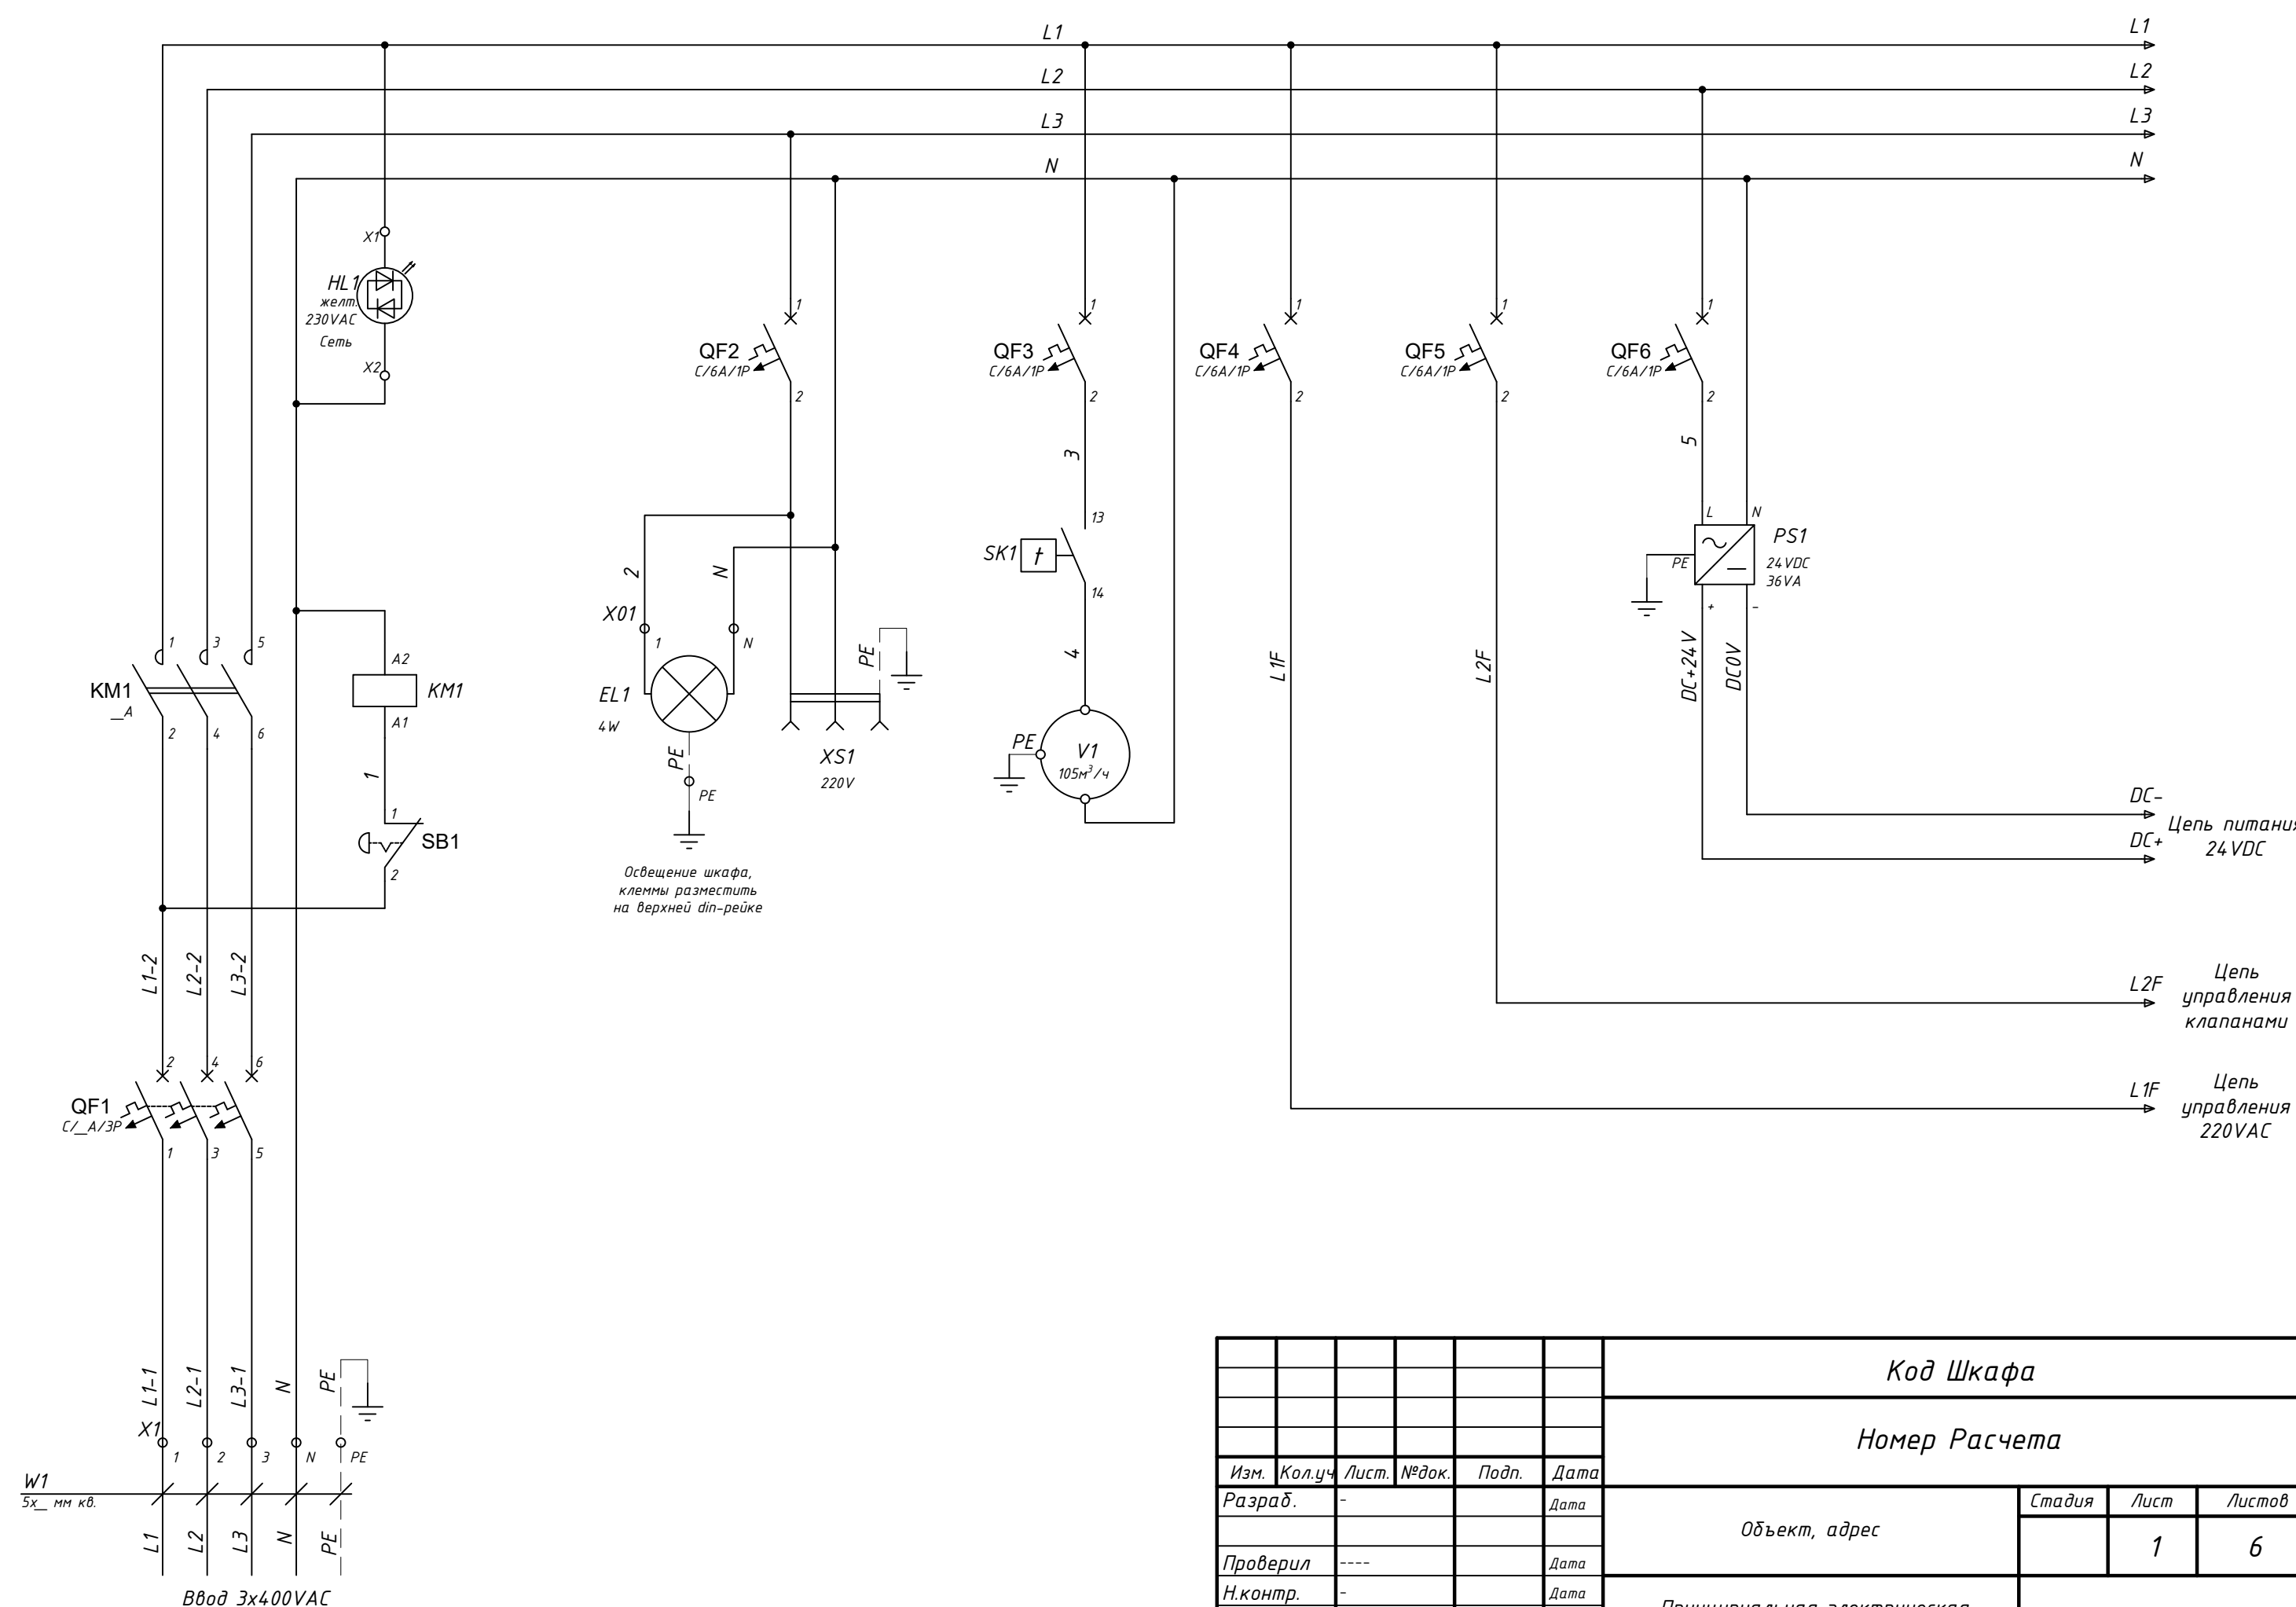 L1
L1
L2
L2
L3
L3
N
N
X1
HL1
желт.
230VAC
Сеть
X2
1
QF2
C/6A/1P
2
1
QF3
C/6A/1P
2
1
QF4
C/6A/1P
2
1
QF5
C/6A/1P
2
1
QF6
C/6A/1P
2
3
5
13
SK1
t
14
4
L
N
PS1
PE
24VDC
36VA
+
-
DC+24V
DC0V
2
N
X01
1
N
EL1
4W
PE
PE
PE
XS1
220V
Освещение шкафа,
клеммы разместить
на верхней din-рейке
PE
V1
105м³/ч
L1F
L2F
1
3
5
KM1
__A
2
4
6
A2
KM1
A1
1
1
SB1
2
DC-
DC+
Цепь питания
24VDC
L1-2
L2-2
L3-2
L2F
Цепь
управления
клапанами
L1F
Цепь
управления
220VAC
2
4
6
QF1
C/__A/3P
1
3
5
L1-1
L2-1
L3-1
N
PE
X1
1
2
3
N
PE
W1
5x__ мм кв.
L1
L2
L3
N
PE
Ввод 3x400VAC
Код Шкафа
Номер Расчета
Изм.
Кол.уч
Лист.
№док.
Подп.
Дата
Разраб.
-
Дата
Объект, адрес
Стадия
Лист
Листов
1
6
Проверил
----
Дата
Н.контр.
-
Дата
Принципиальная электрическая